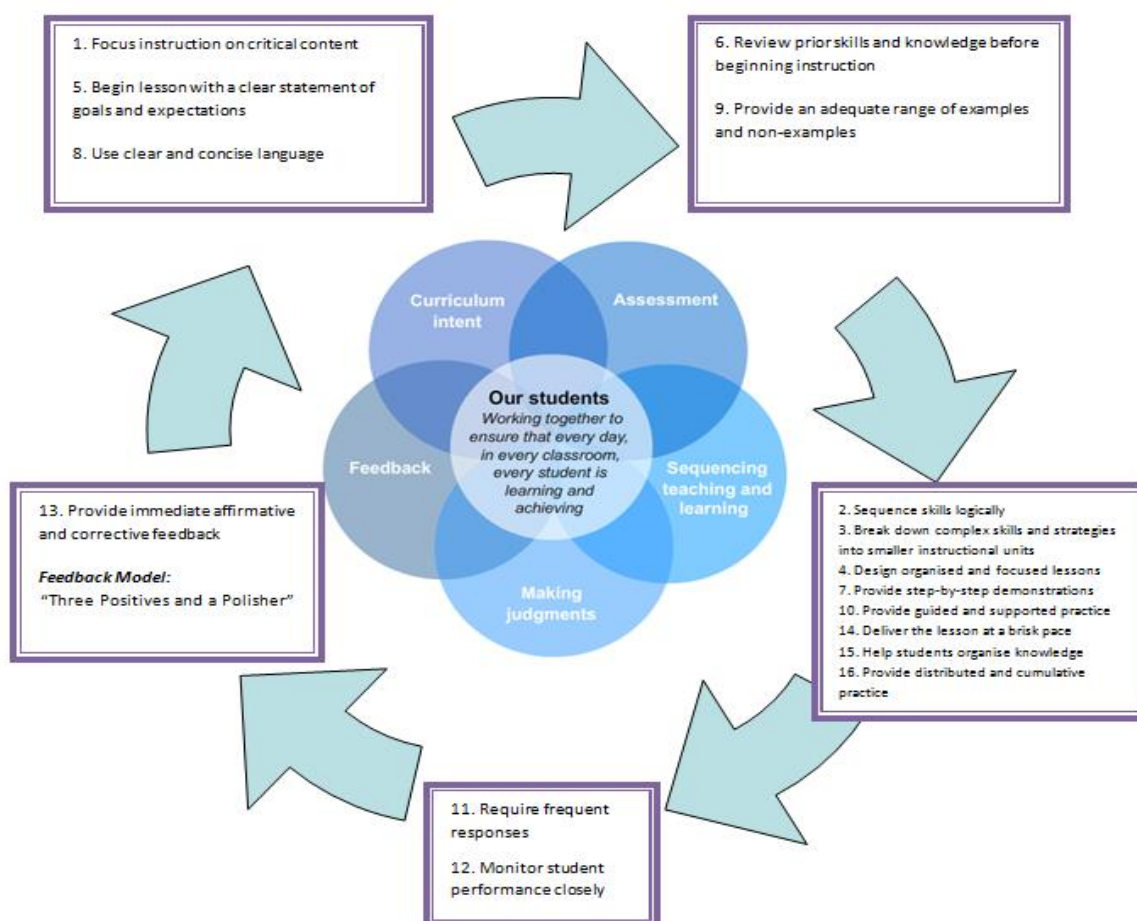 1. Focus instruction on critical content
5. Begin lesson with a clear statement of
goals and expectations
8. Use clear and concise language
6. Review prior skills and knowledge before
beginning instruction
9. Provide an adequate range of examples
and non-examples
Curriculum
intent
Assessment
Our students
Working together to
ensure that every day,
in every classroom,
every student is
learning and
achieving
Feedback
Sequencing
teaching and
learning
Making
judgments
13. Provide immediate affirmative
and corrective feedback
Feedback Model:
“Three Positives and a Polisher”
2. Sequence skills logically
3. Break down complex skills and strategies
into smaller instructional units
4. Design organised and focused lessons
7. Provide step-by-step demonstrations
10. Provide guided and supported practice
14. Deliver the lesson at a brisk pace
15. Help students organise knowledge
16. Provide distributed and cumulative
practice
11. Require frequent
responses
12. Monitor student
performance closely